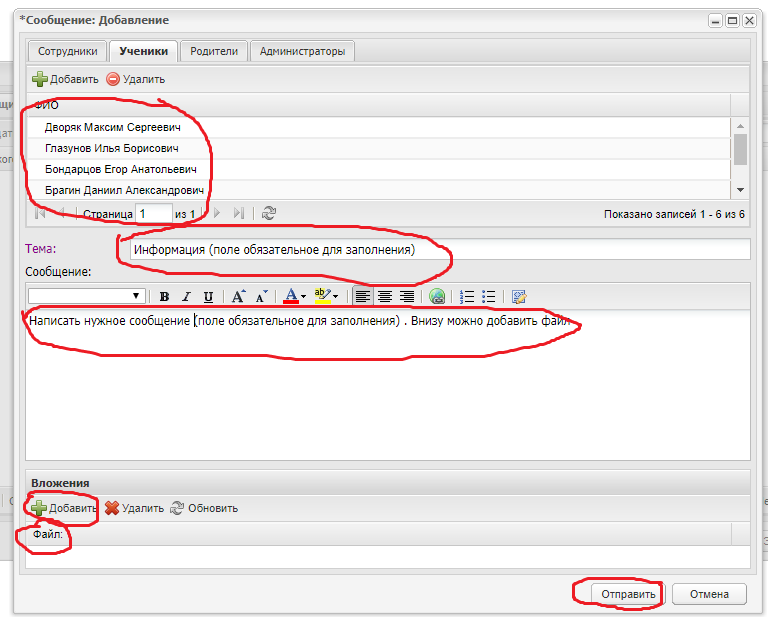 *Сообщение: Добавление
Сотрудники Ученики Родители Администраторы
Добавить Удалить
ФИО
Дворяк Максим Сергеевич
Глазунов Илья Борисович
Бондарцов Егор Анатольевич
Брагин Даниил Александрович
Страница 1 из 1 Показано записей 1 - 6 из 6
Тема: Информация (поле обязательное для заполнения)
Сообщение:
B I U A A A ab
Написать нужное сообщение (поле обязательное для заполнения) . Внизу можно добавить файл
Вложения
Добавить Удалить Обновить
Файл:
Отправить Отмена